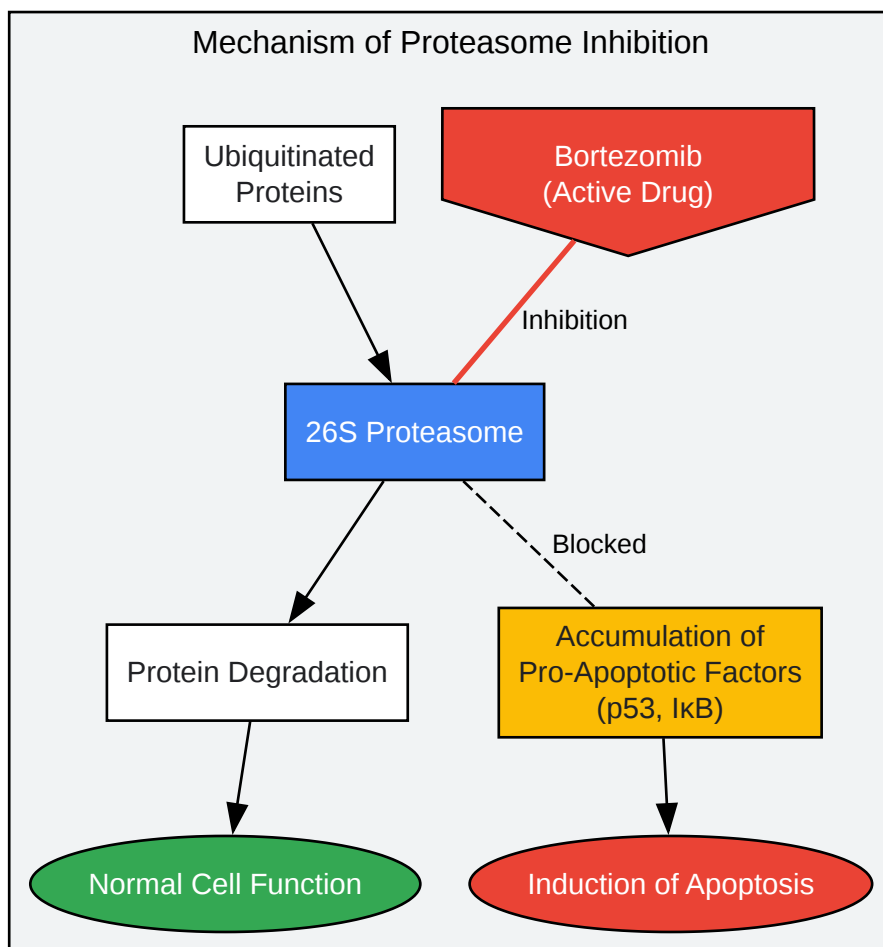 Mechanism of Proteasome Inhibition
Ubiquitinated
Proteins
Bortezomib
(Active Drug)
Inhibition
26S Proteasome
Blocked
Protein Degradation
Accumulation of
Pro-Apoptotic Factors
(p53, IκB)
Normal Cell Function
Induction of Apoptosis